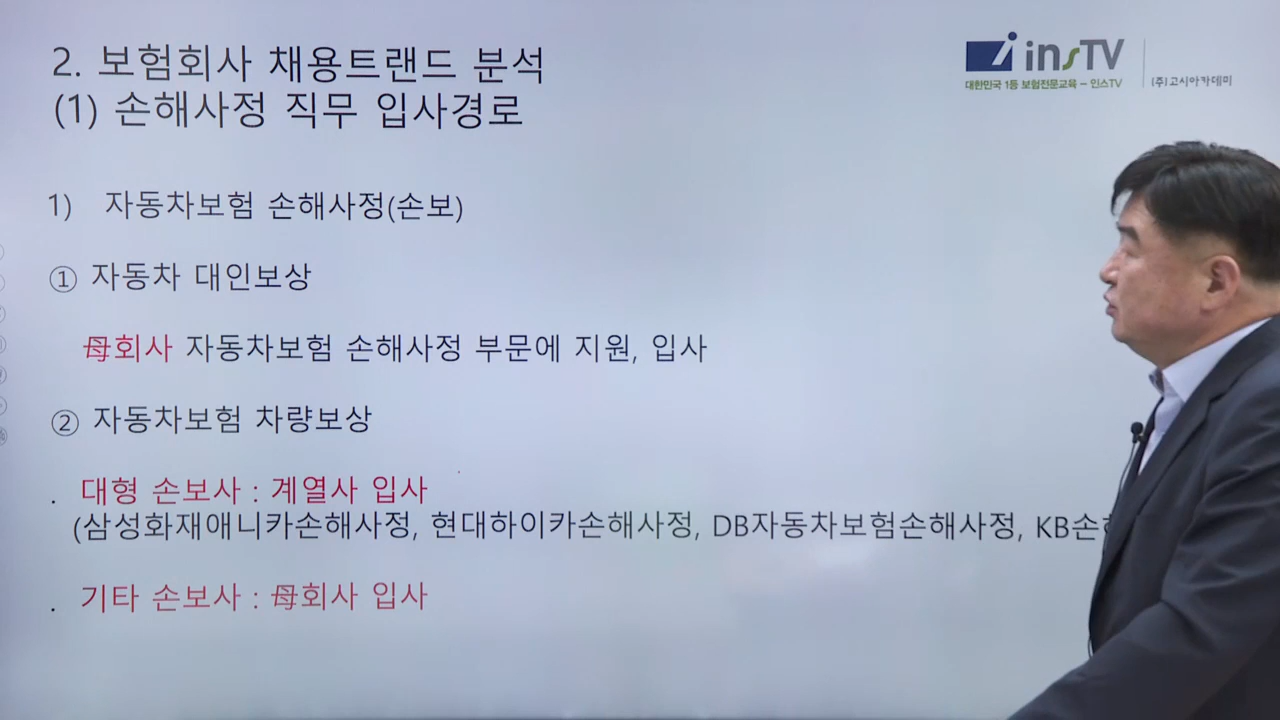 2. 보험회사 채용트랜드 분석
(1) 손해사정 직무 입사경로
insTV
대한민국 1등 보험전문교육 – 인스TV
(주)고시아카데미
1) 자동차보험 손해사정(손보)
① 자동차 대인보상
母회사 자동차보험 손해사정 부문에 지원, 입사
② 자동차보험 차량보상
. 대형 손보사 : 계열사 입사
(삼성화재애니카손해사정, 현대하이카손해사정, DB자동차보험손해사정, KB손
. 기타 손보사 : 母회사 입사